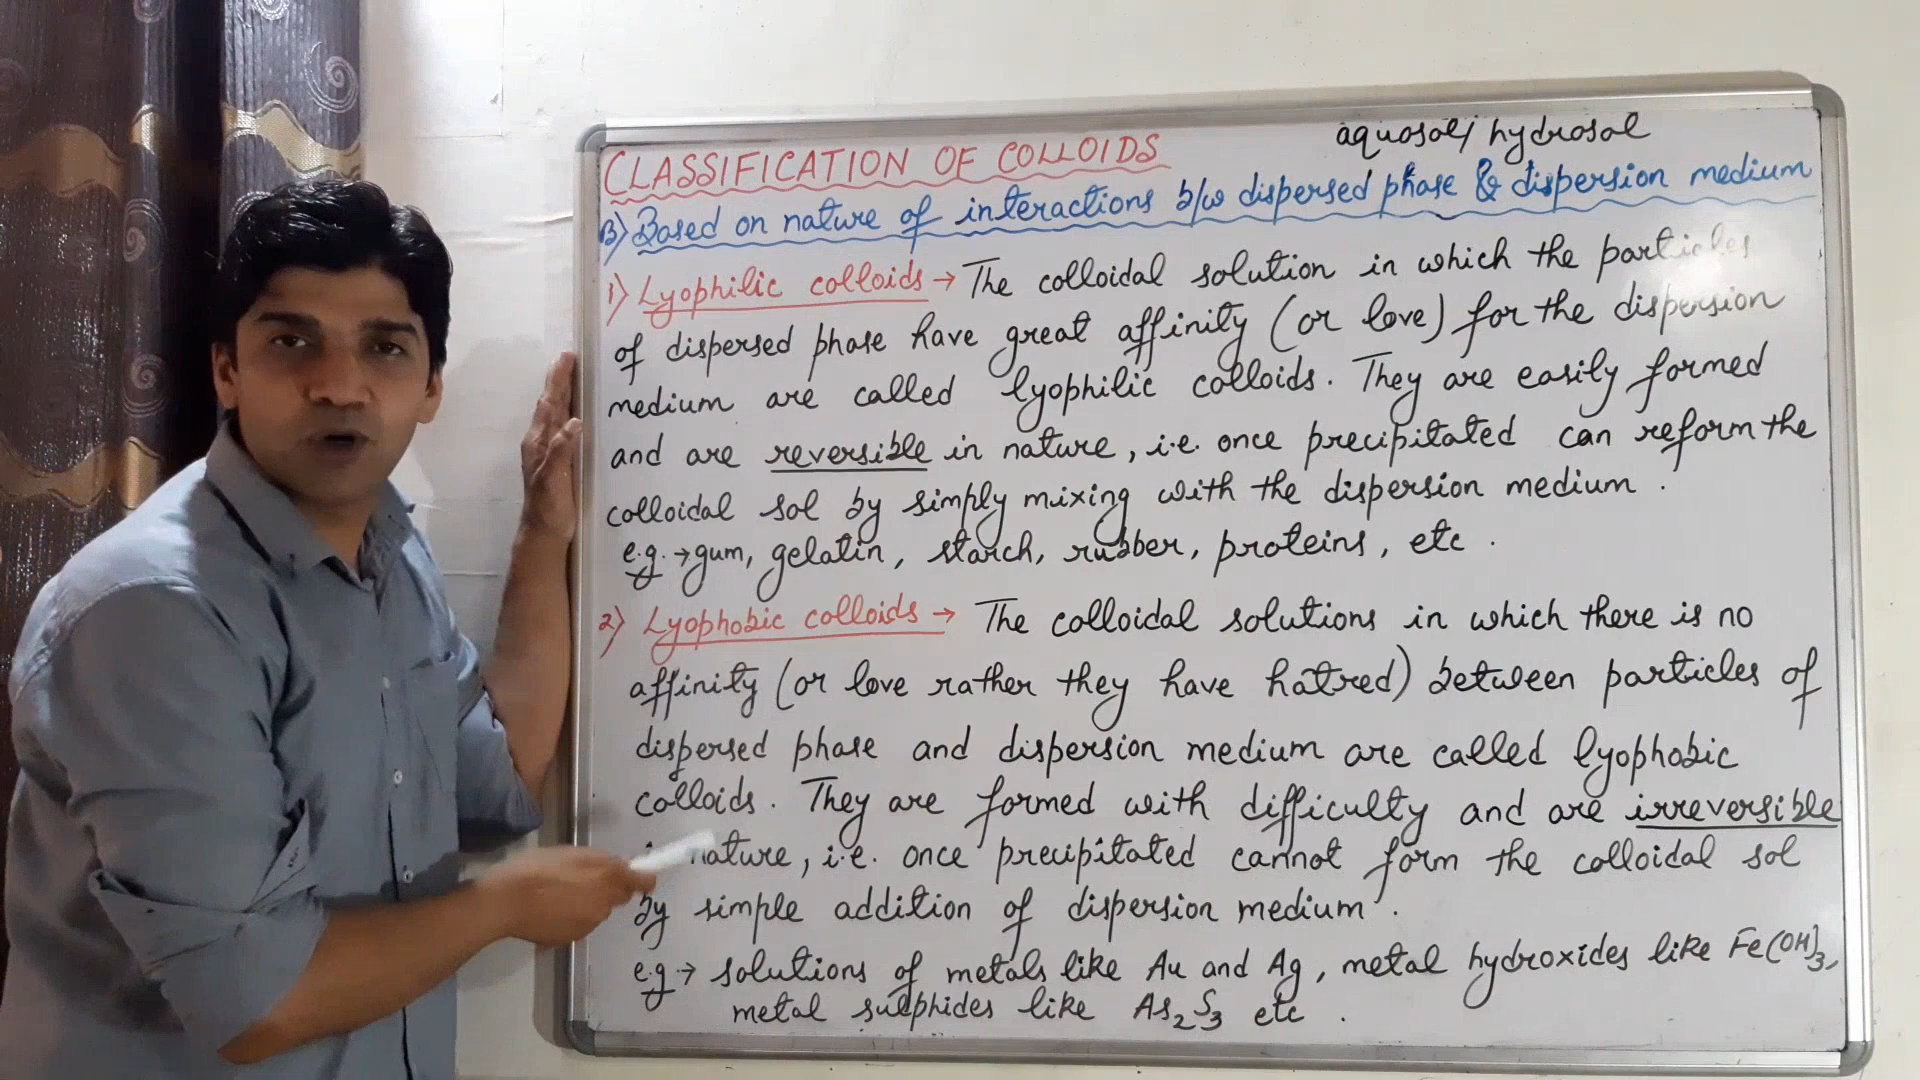 aquosol/hydrosol
CLASSIFICATION OF COLLOIDS
B) Based on nature of interactions b/w dispersed phase & dispersion medium
1) Lyophilic colloids → The colloidal solution in which the particles
of dispersed phase have great affinity (or love) for the dispersion
medium are called lyophilic colloids. They are easily formed
and are reversible in nature, i.e. once precipitated can reform the
colloidal sol by simply mixing with the dispersion medium.
e.g. → gum, gelatin, starch, rubber, proteins, etc.
2) Lyophobic colloids → The colloidal solutions in which there is no
affinity (or love rather they have hatred) between particles of
dispersed phase and dispersion medium are called lyophobic
colloids. They are formed with difficulty and are irreversible
nature, i.e. once precipitated cannot form the colloidal sol
by simple addition of dispersion medium.
e.g → solutions of metals like Au and Ag, metal hydroxides like Fe(OH)3,
metal sulphides like As2S3 etc.